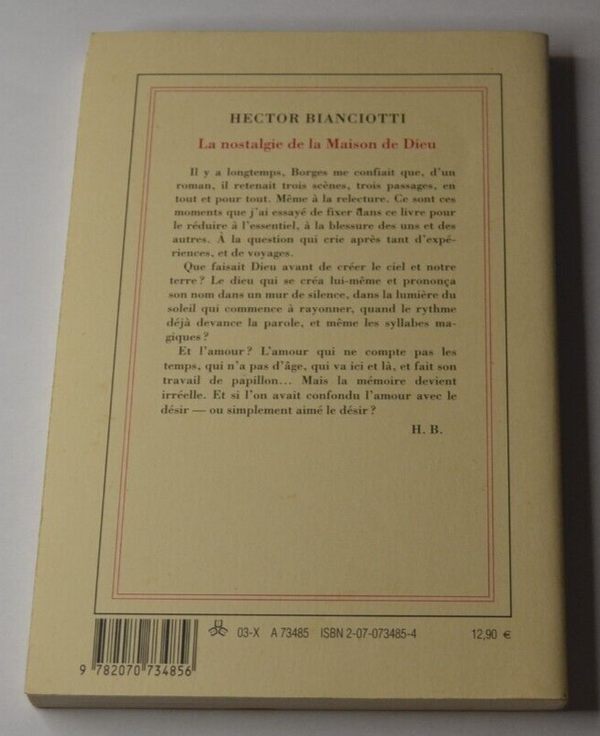 HECTOR BIANCIOTTI
La nostalgie de la Maison de Dieu
Il y a longtemps, Borges me confiait que, d'un
roman, il retenait trois scènes, trois passages, en
tout et pour tout. Même à la relecture. Ce sont ces
moments que j'ai essayé de fixer dans ce livre pour
le réduire à l'essentiel, à la blessure des uns et des
autres. À la question qui crie après tant d'expé-
riences, et de voyages.
Que faisait Dieu avant de créer le ciel et notre
terre ? Le dieu qui se créa lui-même et prononça
son nom dans un mur de silence, dans la lumière du
soleil qui commence à rayonner, quand le rythme
déjà devance la parole, et même les syllabes ma-
giques ?
Et l'amour ? L'amour qui ne compte pas les
temps, qui n'a pas d'âge, qui va ici et là, et fait son
travail de papillon... Mais la mémoire devient
irréelle. Et si l'on avait confondu l'amour avec le
désir — ou simplement aimé le désir ?
H. B.
03-X A 73485 ISBN 2-07-073485-4 12,90 €
9 782070 734856